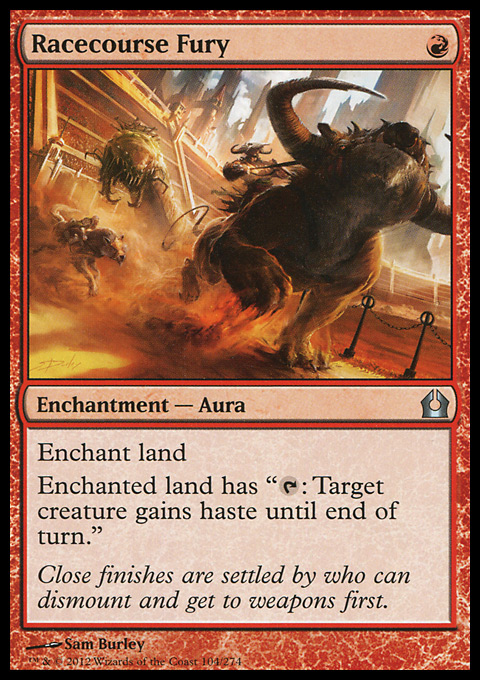 Racecourse Fury
Enchantment — Aura
Enchant land
Enchanted land has “: Target
creature gains haste until end of
turn.”
Close finishes are settled by who can
dismount and get to weapons first.
Sam Burley
™ & © 2012 Wizards of the Coast 104/274